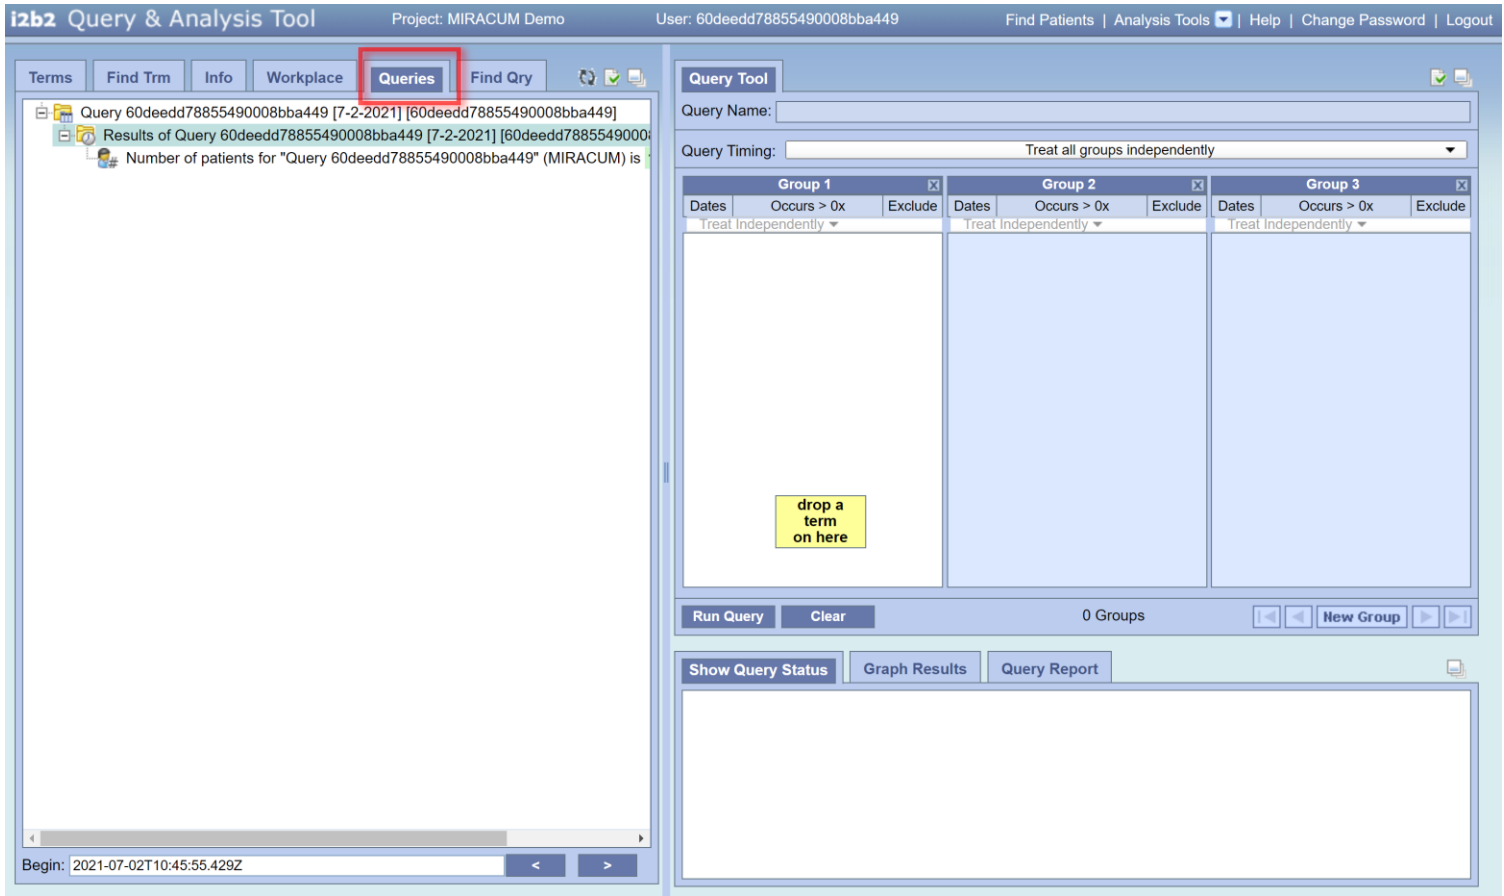 i2b2 Query & Analysis Tool Project: MIRACUM Demo User: 60deedd78855490008bba449 Find Patients | Analysis Tools | Help | Change Password | Logout
Terms Find Trm Info Workplace Queries Find Qry
Query 60deedd78855490008bba449 [7-2-2021] [60deedd78855490008bba449]
Results of Query 60deedd78855490008bba449 [7-2-2021] [60deedd7885549000
Number of patients for "Query 60deedd78855490008bba449" (MIRACUM) is
Begin: 2021-07-02T10:45:55.429Z < >
Query Tool
Query Name:
Query Timing: Treat all groups independently
Group 1 Group 2 Group 3
Dates Occurs > 0x Exclude Dates Occurs > 0x Exclude Dates Occurs > 0x Exclude
Treat Independently Treat Independently Treat Independently
drop a
term
on here
Run Query Clear 0 Groups New Group
Show Query Status Graph Results Query Report